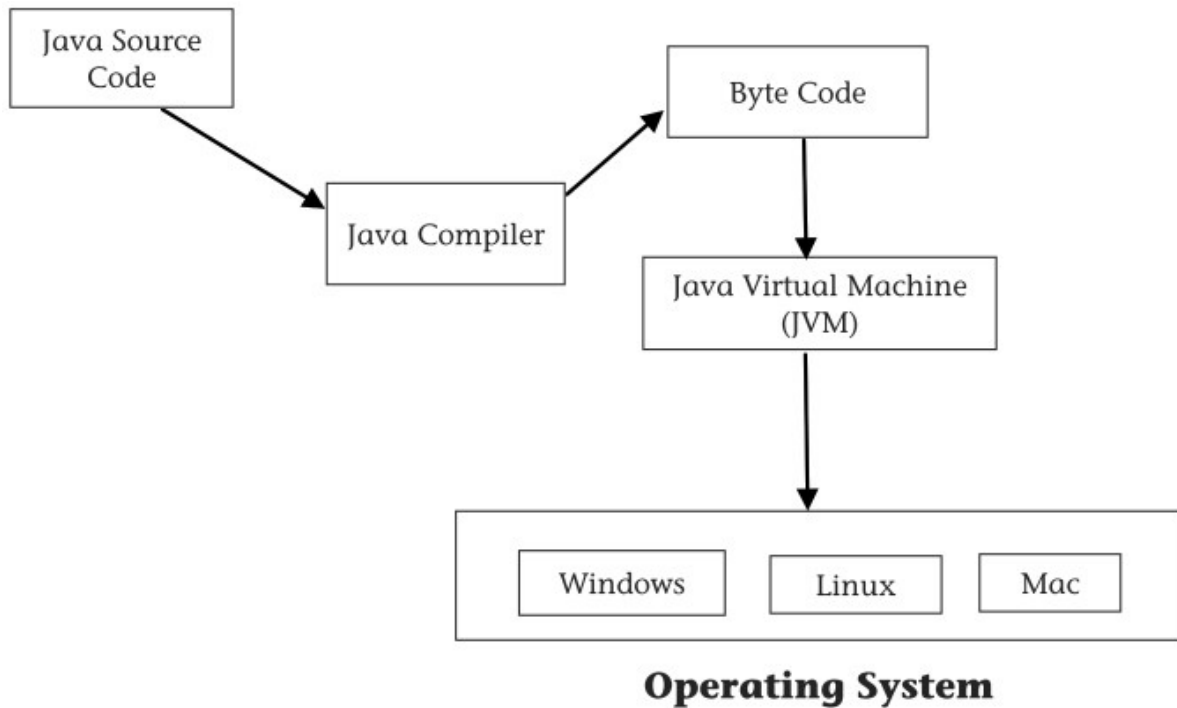 Java Source
Code
Byte Code
Java Compiler
Java Virtual Machine
(JVM)
Windows
Linux
Mac
Operating System